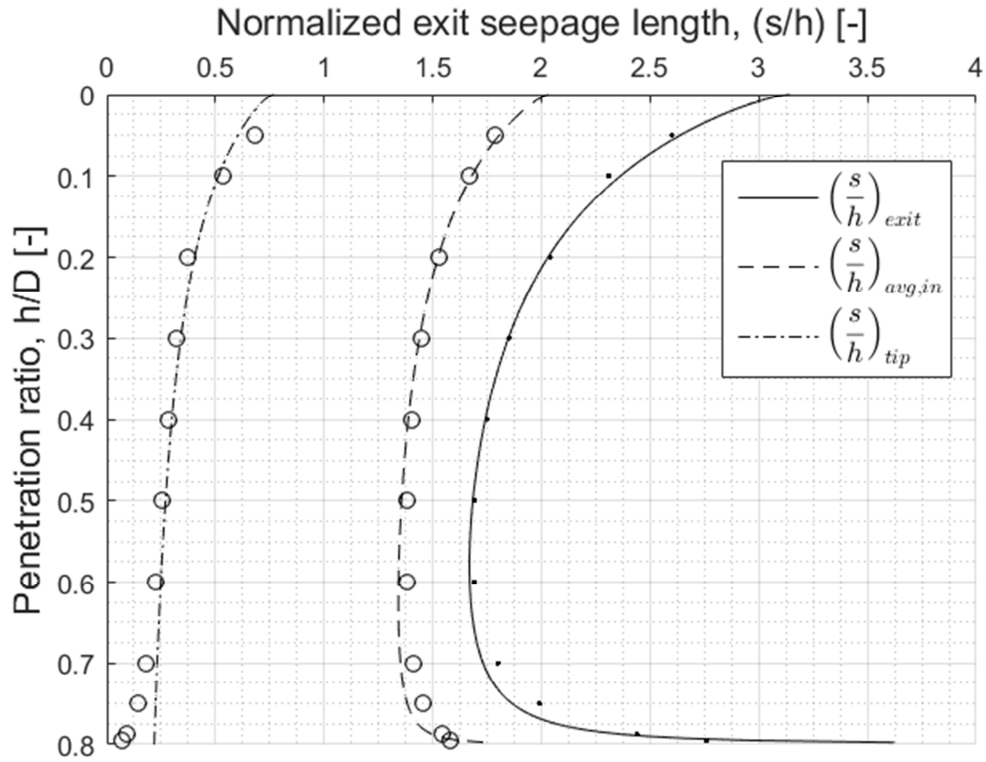 Normalized exit seepage length, (s/h) [-]
0 0.5 1 1.5 2 2.5 3 3.5 4
Penetration ratio, h/D [-]
0
0.1
0.2
0.3
0.4
0.5
0.6
0.7
0.8
(s/h)exit
(s/h)avg,in
(s/h)tip